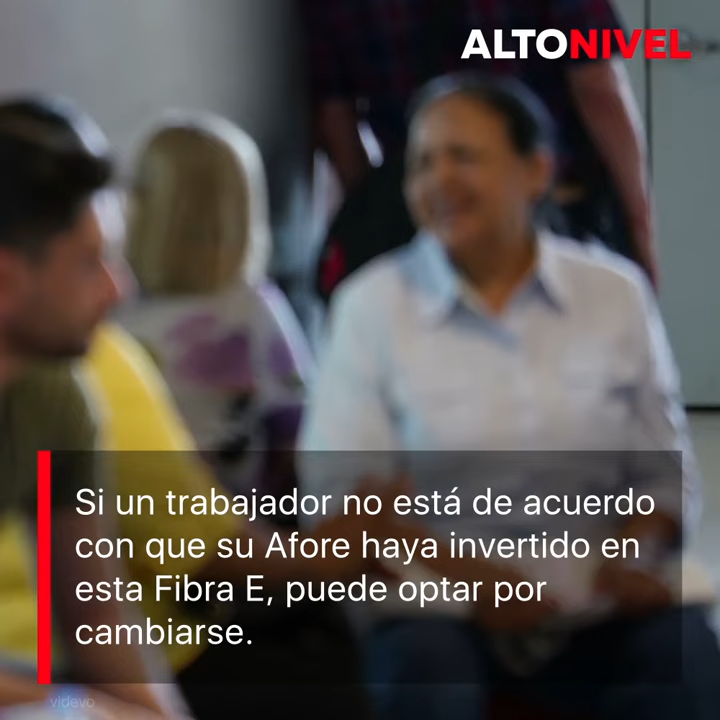 ALTONIVEL
Si un trabajador no está de acuerdo
con que su Afore haya invertido en
esta Fibra E, puede optar por
cambiarse.
videvo